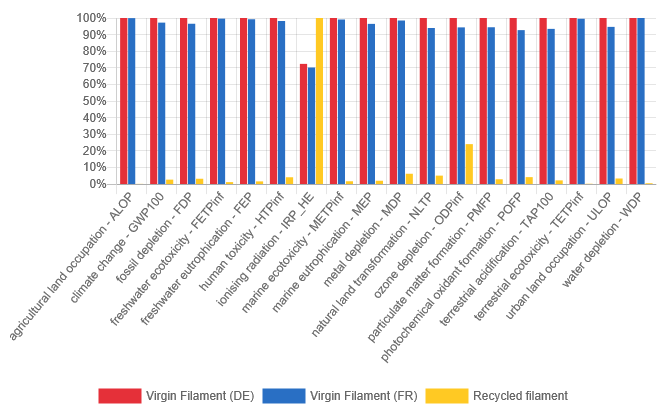 100%
90%
80%
70%
60%
50%
40%
30%
20%
10%
0%
agricultural land occupation - ALOP
climate change - GWP100
fossil depletion - FDP
freshwater ecotoxicity - FETPinf
freshwater eutrophication - FEP
human toxicity - HTPinf
ionising radiation - IRP_HE
marine ecotoxicity - METPinf
marine eutrophication - MEP
metal depletion - MDP
natural land transformation - NLTP
ozone depletion - ODPinf
particulate matter formation - PMFP
photochemical oxidant formation - POFP
terrestrial acidification - TAP100
terrestrial ecotoxicity - TETPinf
urban land occupation - ULOP
water depletion - WDP
Virgin Filament (DE) Virgin Filament (FR) Recycled filament